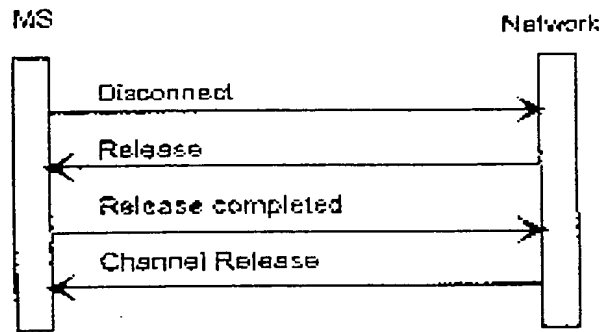 MS
Network
Disconnect
Release
Release completed
Channel Release